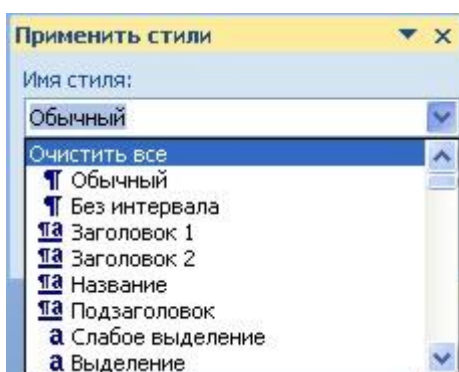 Применить стили
Имя стиля:
Обычный
Очистить все
¶ Обычный
¶ Без интервала
¶a Заголовок 1
¶a Заголовок 2
¶a Название
¶a Подзаголовок
a Слабое выделение
a Выделение